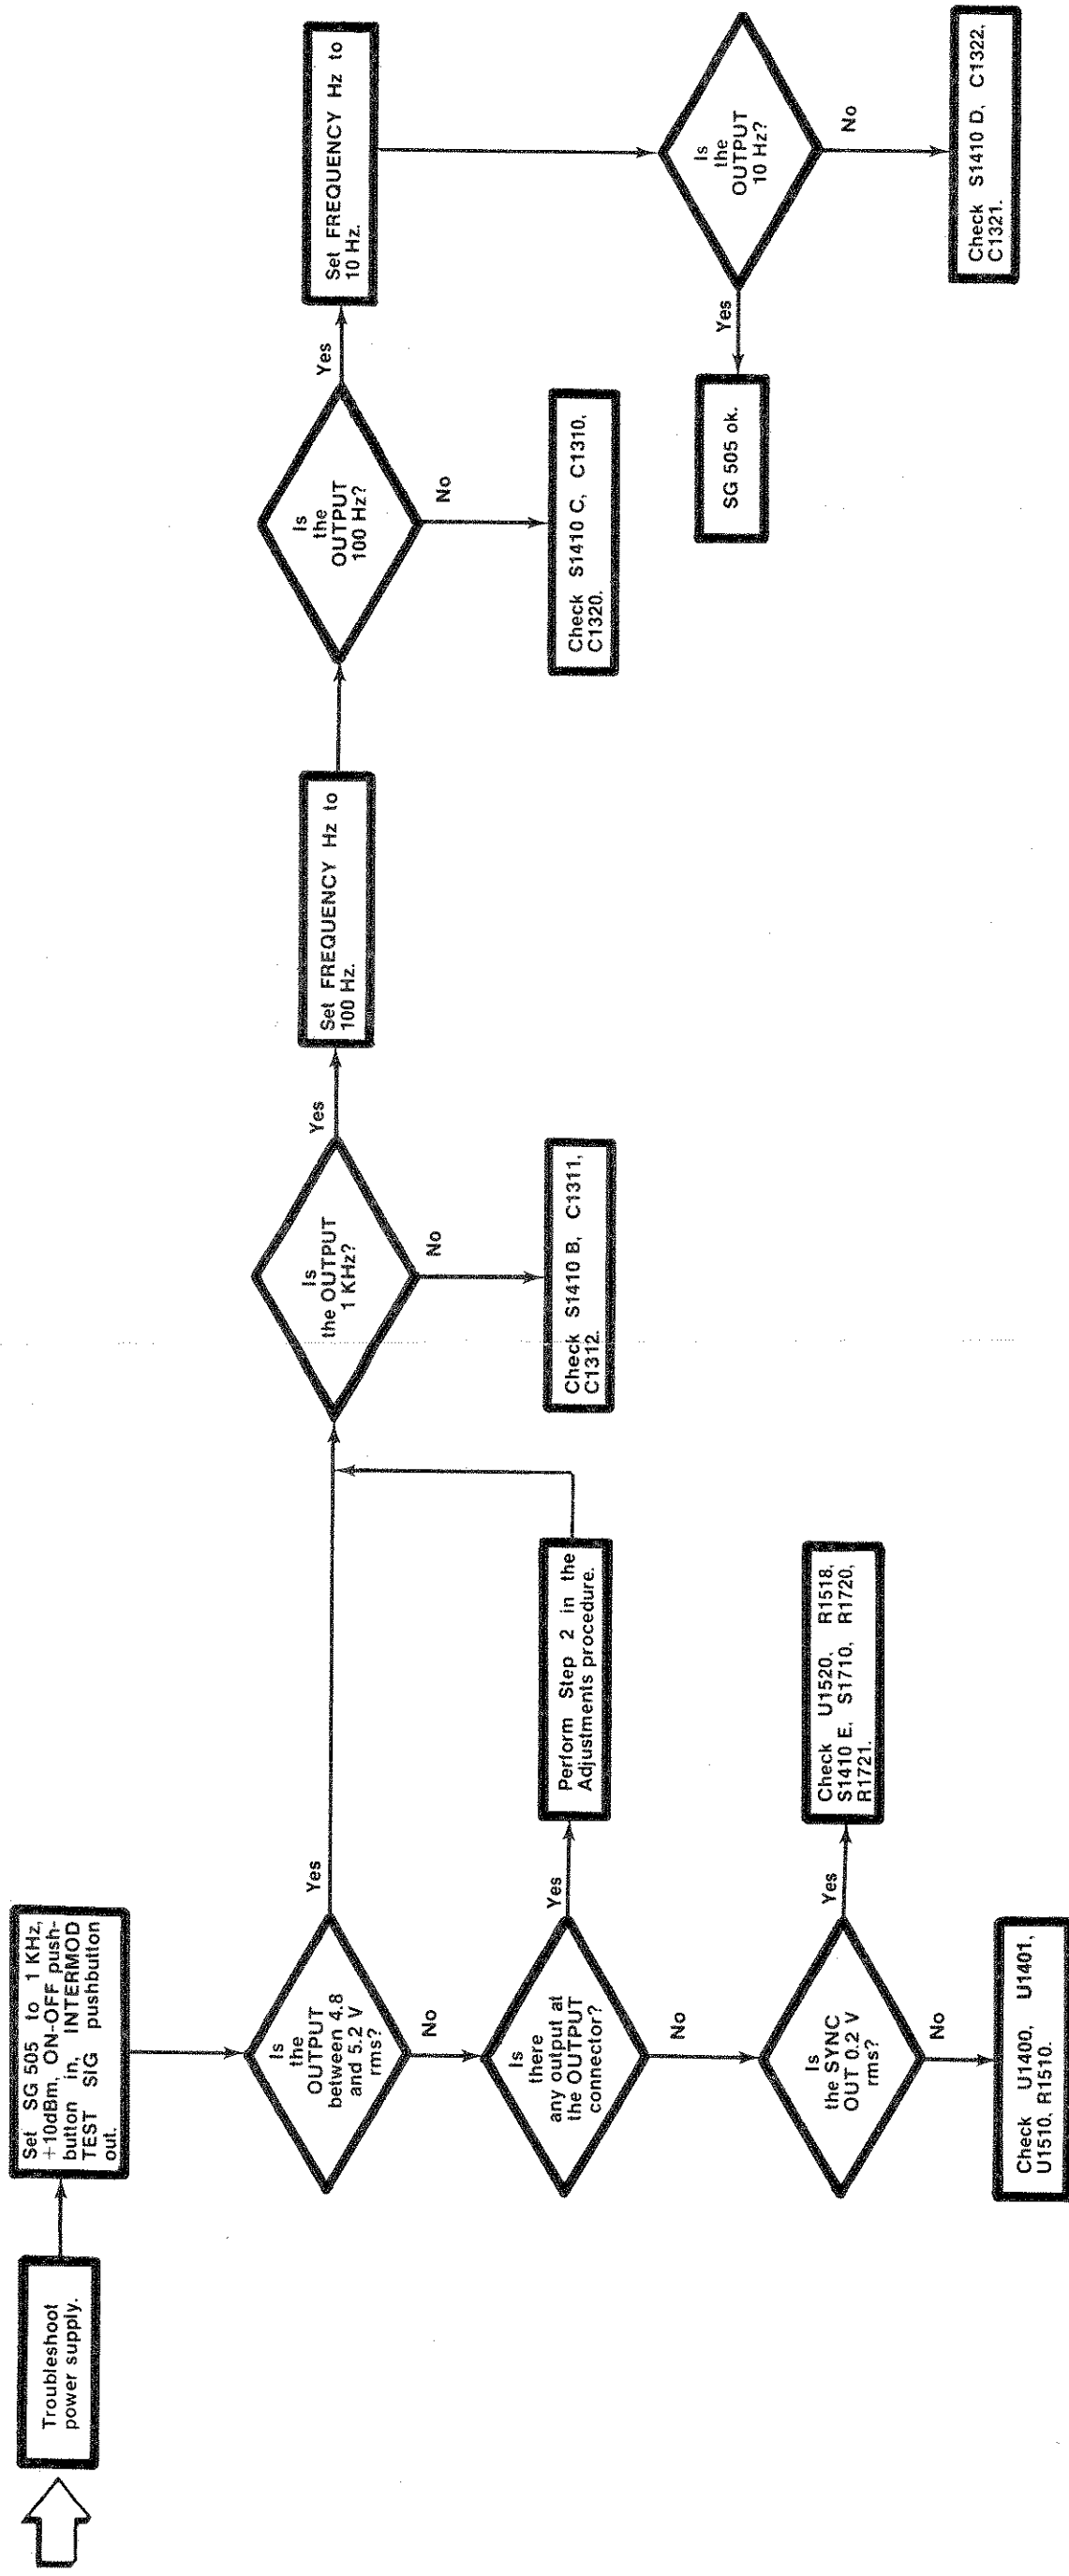 Troubleshoot
power supply.
Set SG 505 to 1 KHz,
+10dBm, ON-OFF push-
button in, INTERMOD
TEST SIG pushbutton
out.
Is
the
OUTPUT
between 4.8
and 5.2 V
rms?
Yes
No
Is
there
any output at
the OUTPUT
connector?
Yes
No
Perform Step 2 in the
Adjustments procedure.
Is
the SYNC
OUT 0.2 V
rms?
Yes
No
Check U1520, R1518,
S1410 E, S1710, R1720,
R1721.
Check U1400, U1401,
U1510, R1510.
Is
the OUTPUT
1 KHz?
Yes
No
Check S1410 B, C1311,
C1312.
Set FREQUENCY Hz to
100 Hz.
Is
the
OUTPUT
100 Hz?
Yes
No
Check S1410 C, C1310,
C1320.
Set FREQUENCY Hz to
10 Hz.
Is
the
OUTPUT
10 Hz?
Yes
No
SG 505 ok.
Check S1410 D, C1322,
C1321.